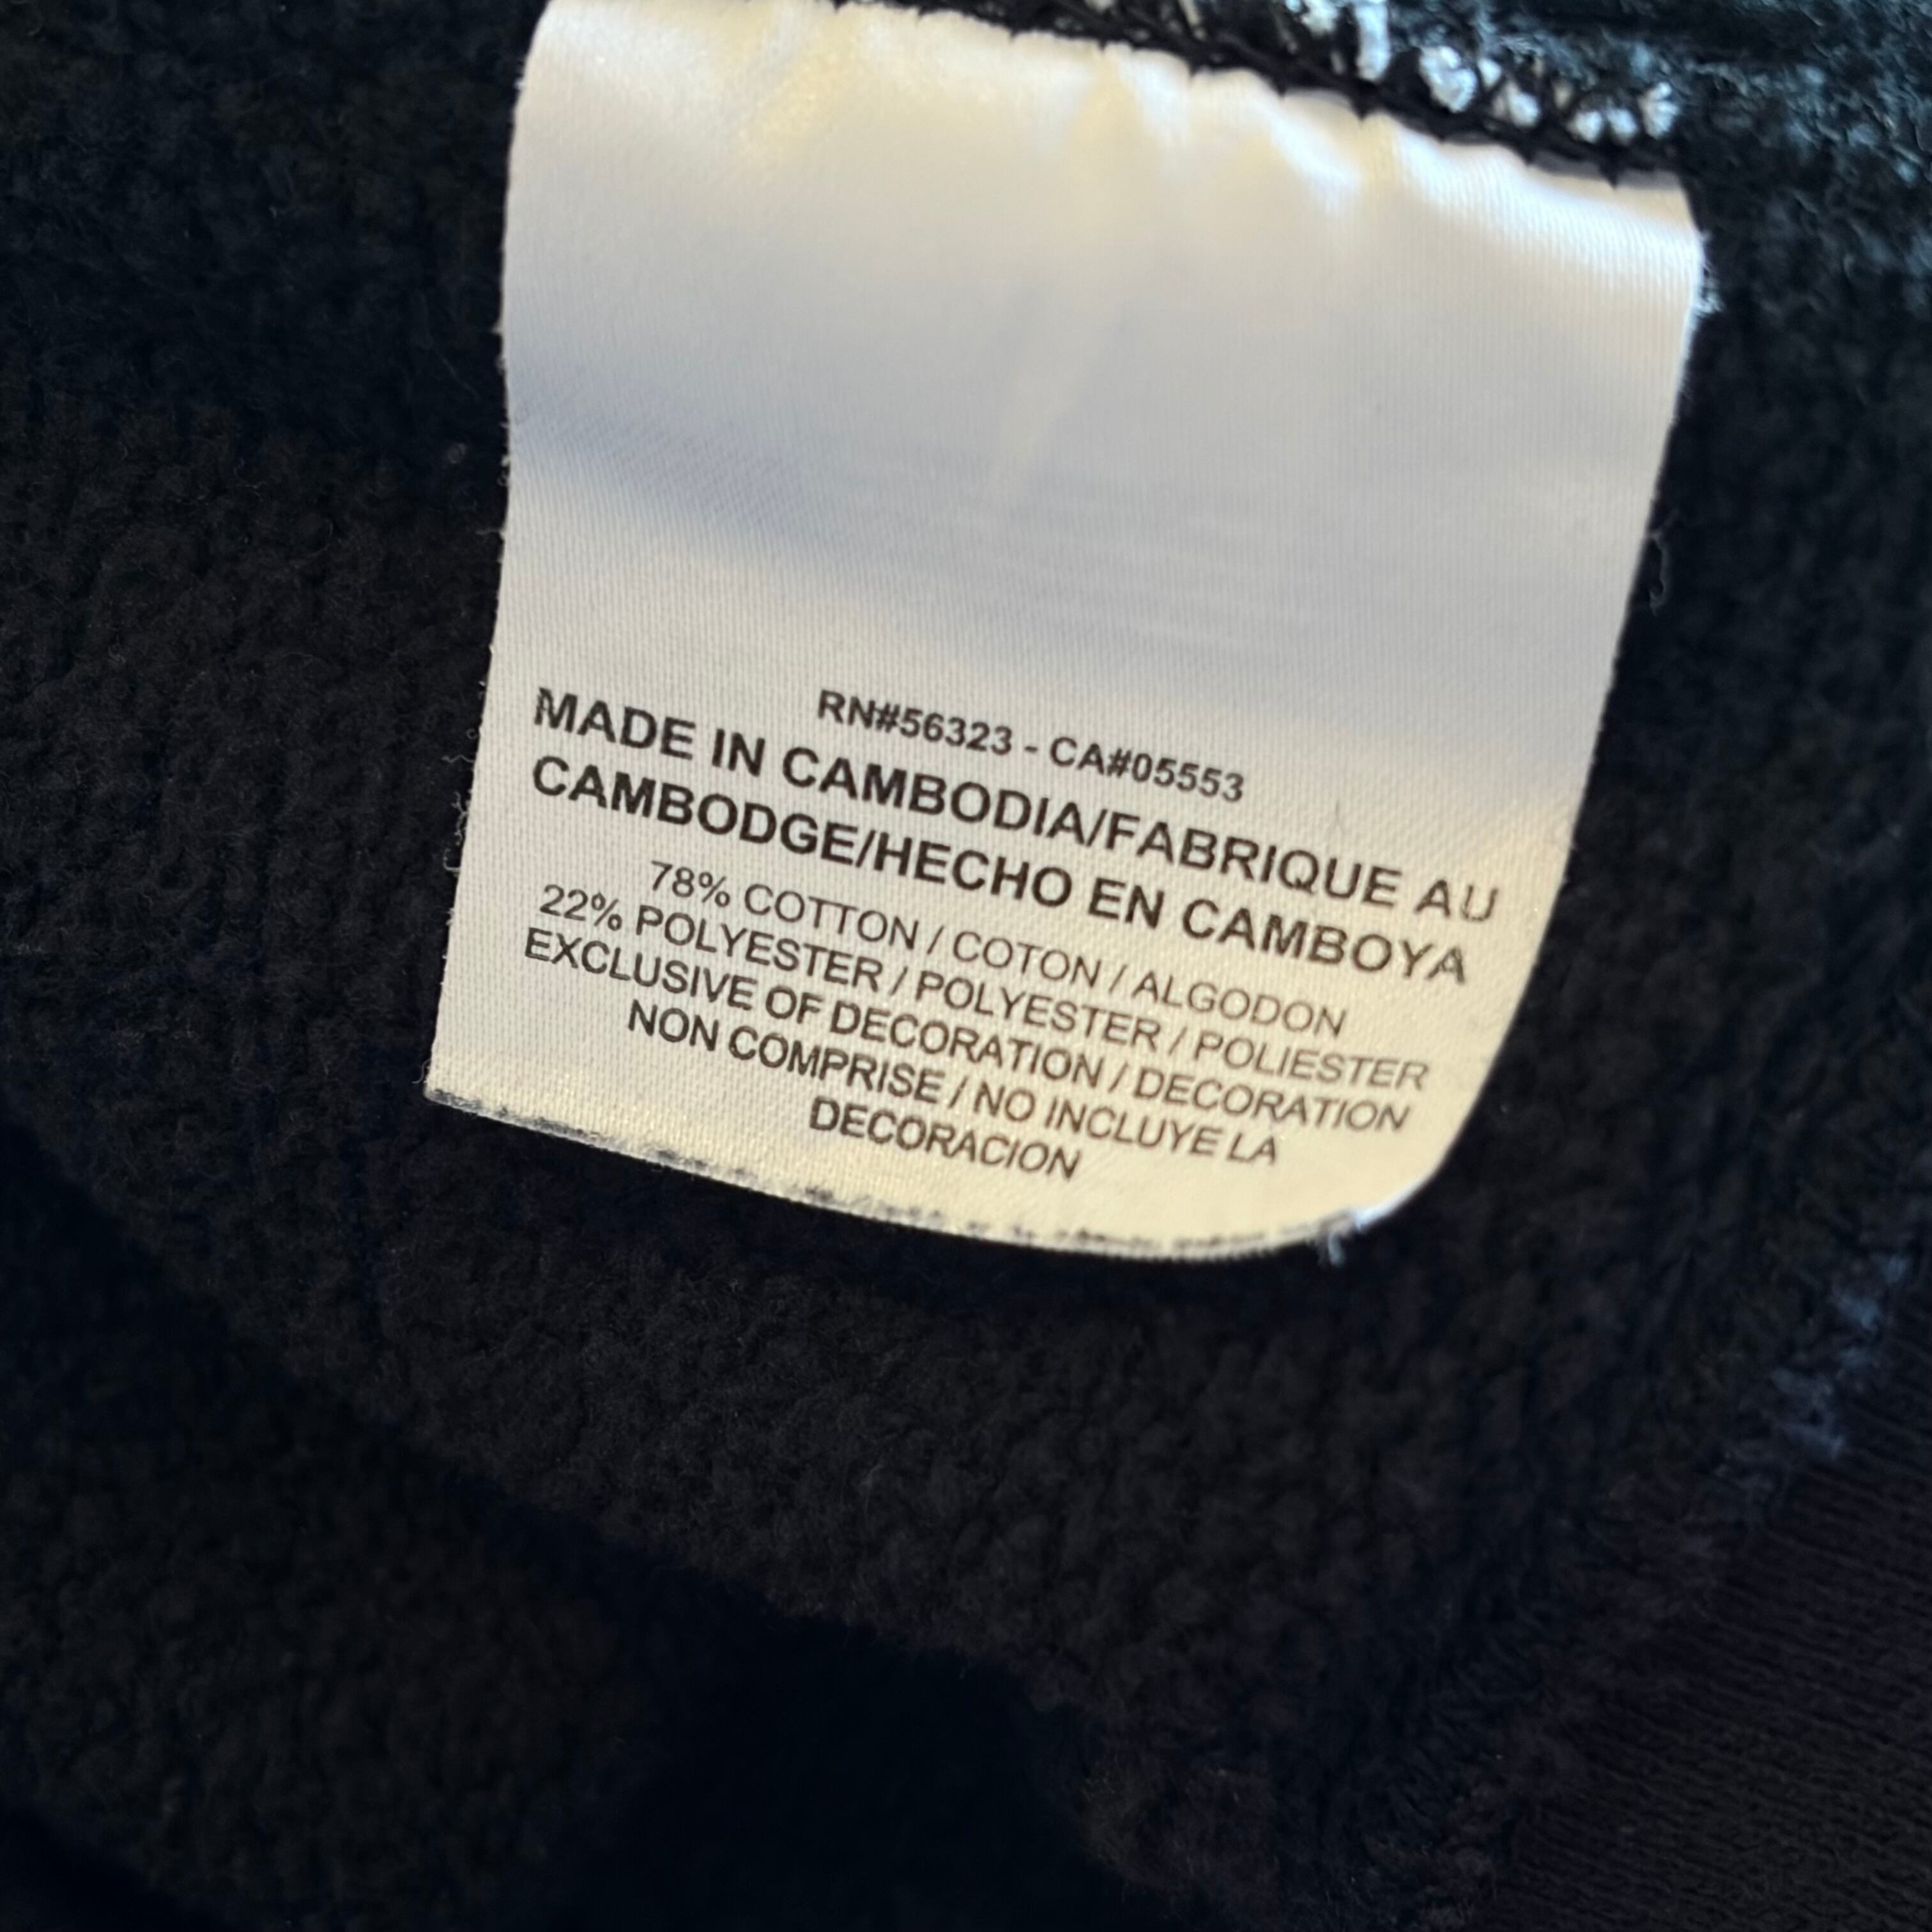 RN#56323 - CA#05553
MADE IN CAMBODIA/FABRIQUE AU
CAMBODGE/HECHO EN CAMBOYA
78% COTTON / COTON / ALGODON
22% POLYESTER / POLYESTER / POLIESTER
EXCLUSIVE OF DECORATION / DECORATION
NON COMPRISE / NO INCLUYE LA
DECORACION